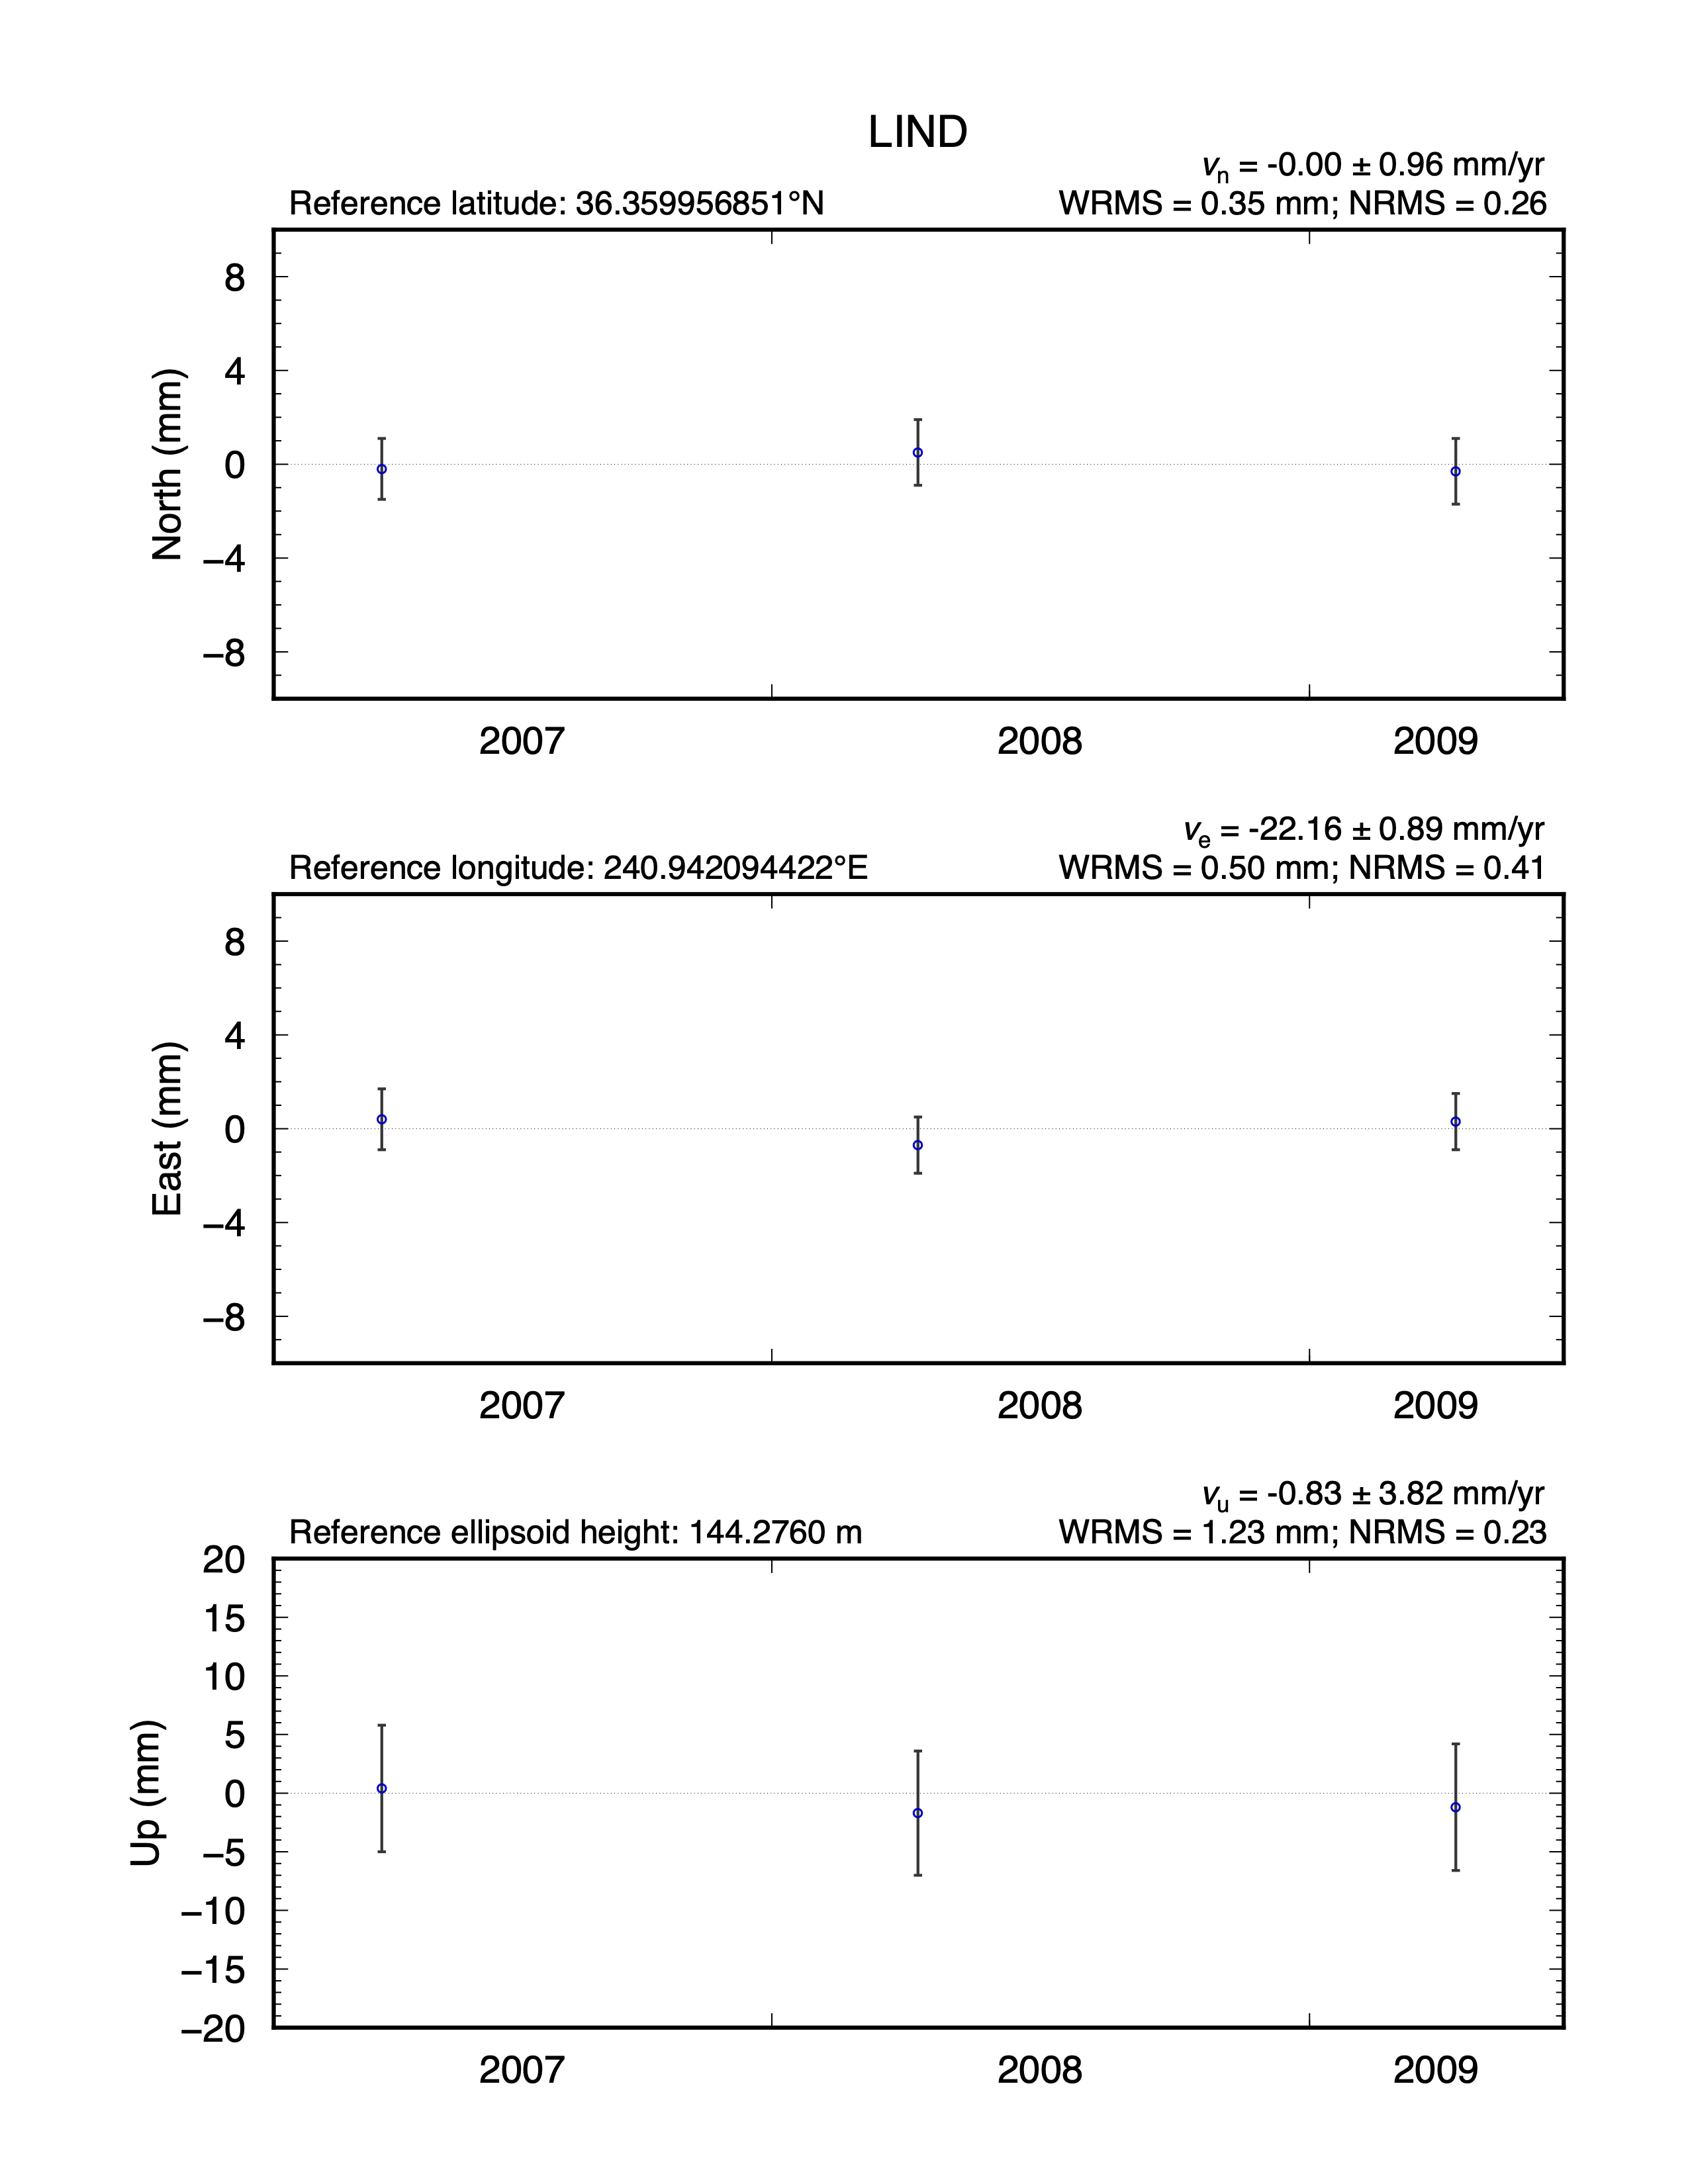 LIND
vn = -0.00 ± 0.96 mm/yr
Reference latitude: 36.359956851°N
WRMS = 0.35 mm; NRMS = 0.26
8
4
0
−4
−8
North (mm)
2007 2008 2009
ve = -22.16 ± 0.89 mm/yr
Reference longitude: 240.942094422°E
WRMS = 0.50 mm; NRMS = 0.41
8
4
0
−4
−8
East (mm)
2007 2008 2009
vu = -0.83 ± 3.82 mm/yr
Reference ellipsoid height: 144.2760 m
WRMS = 1.23 mm; NRMS = 0.23
20
15
10
5
0
−5
−10
−15
−20
Up (mm)
2007 2008 2009